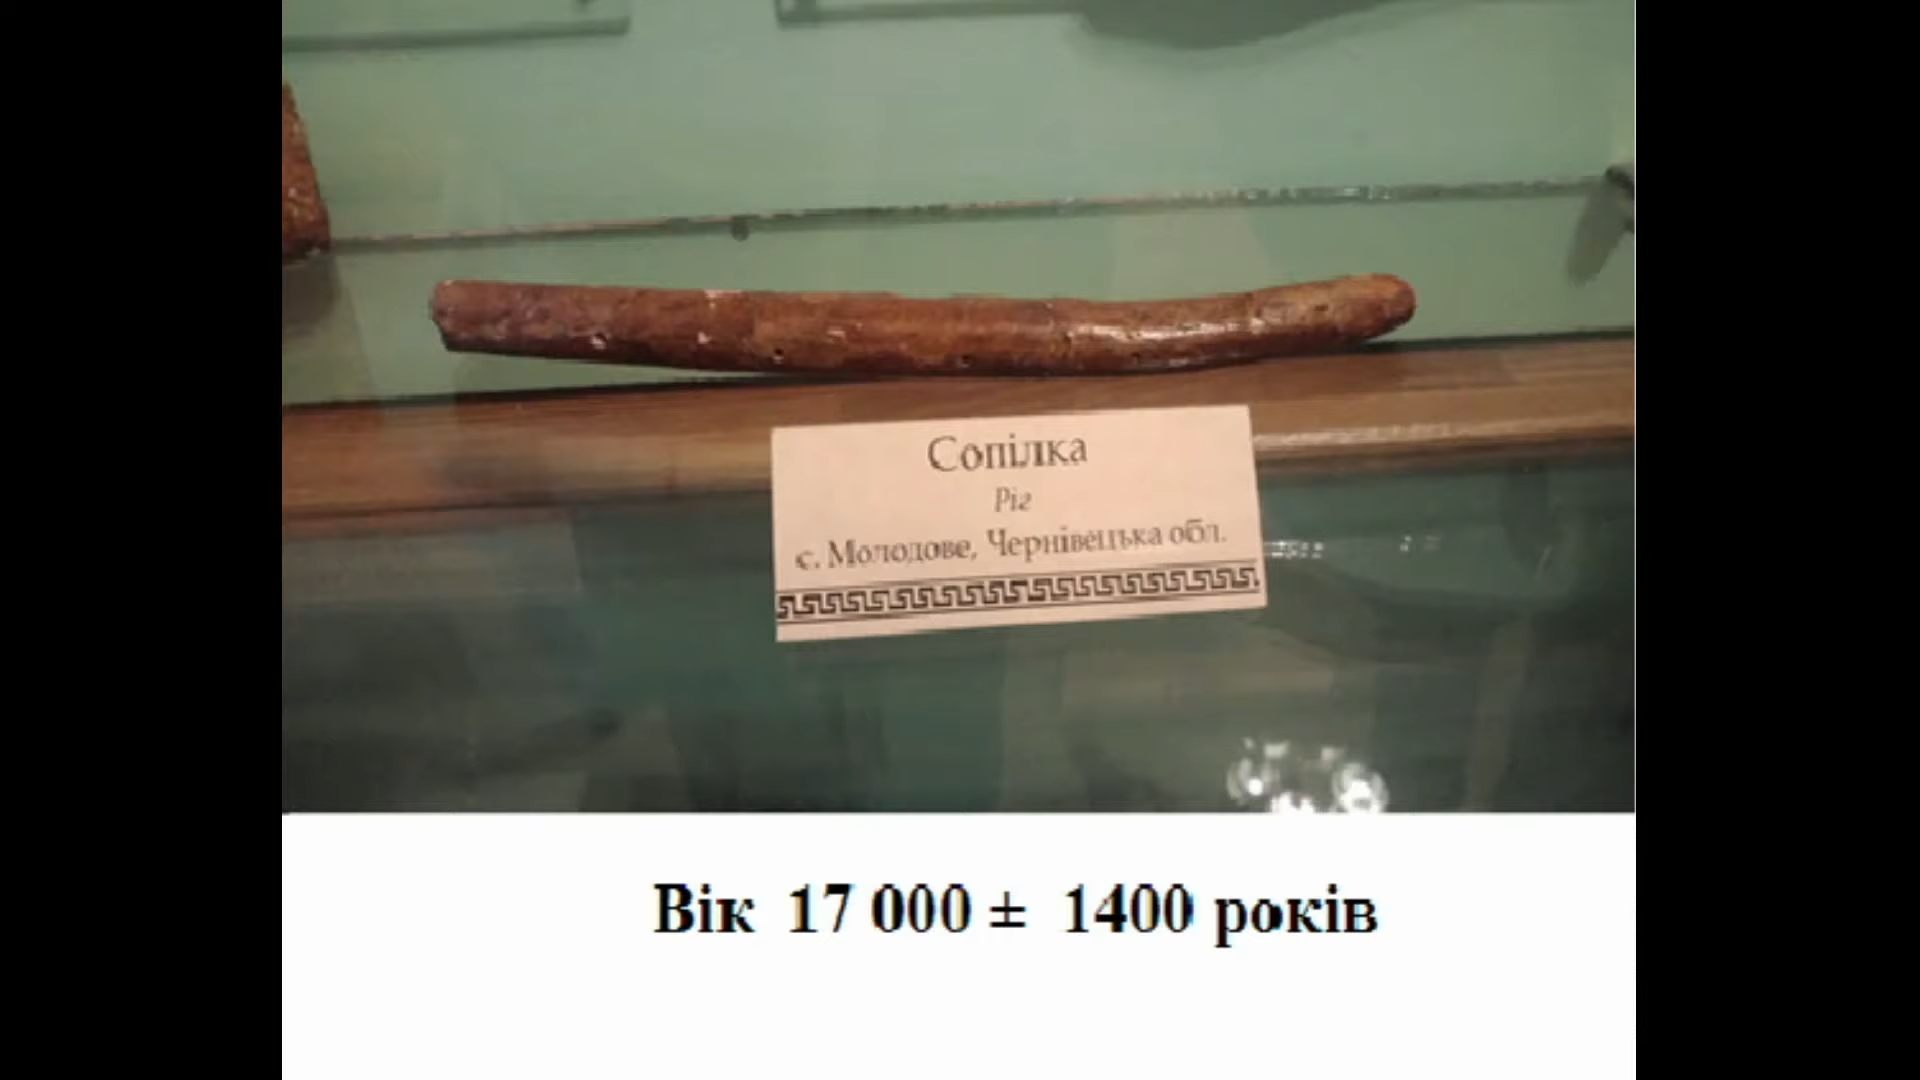 Сопілка
Ріг
с. Молодове, Чернівецька обл.
Вік 17 000 ± 1400 років